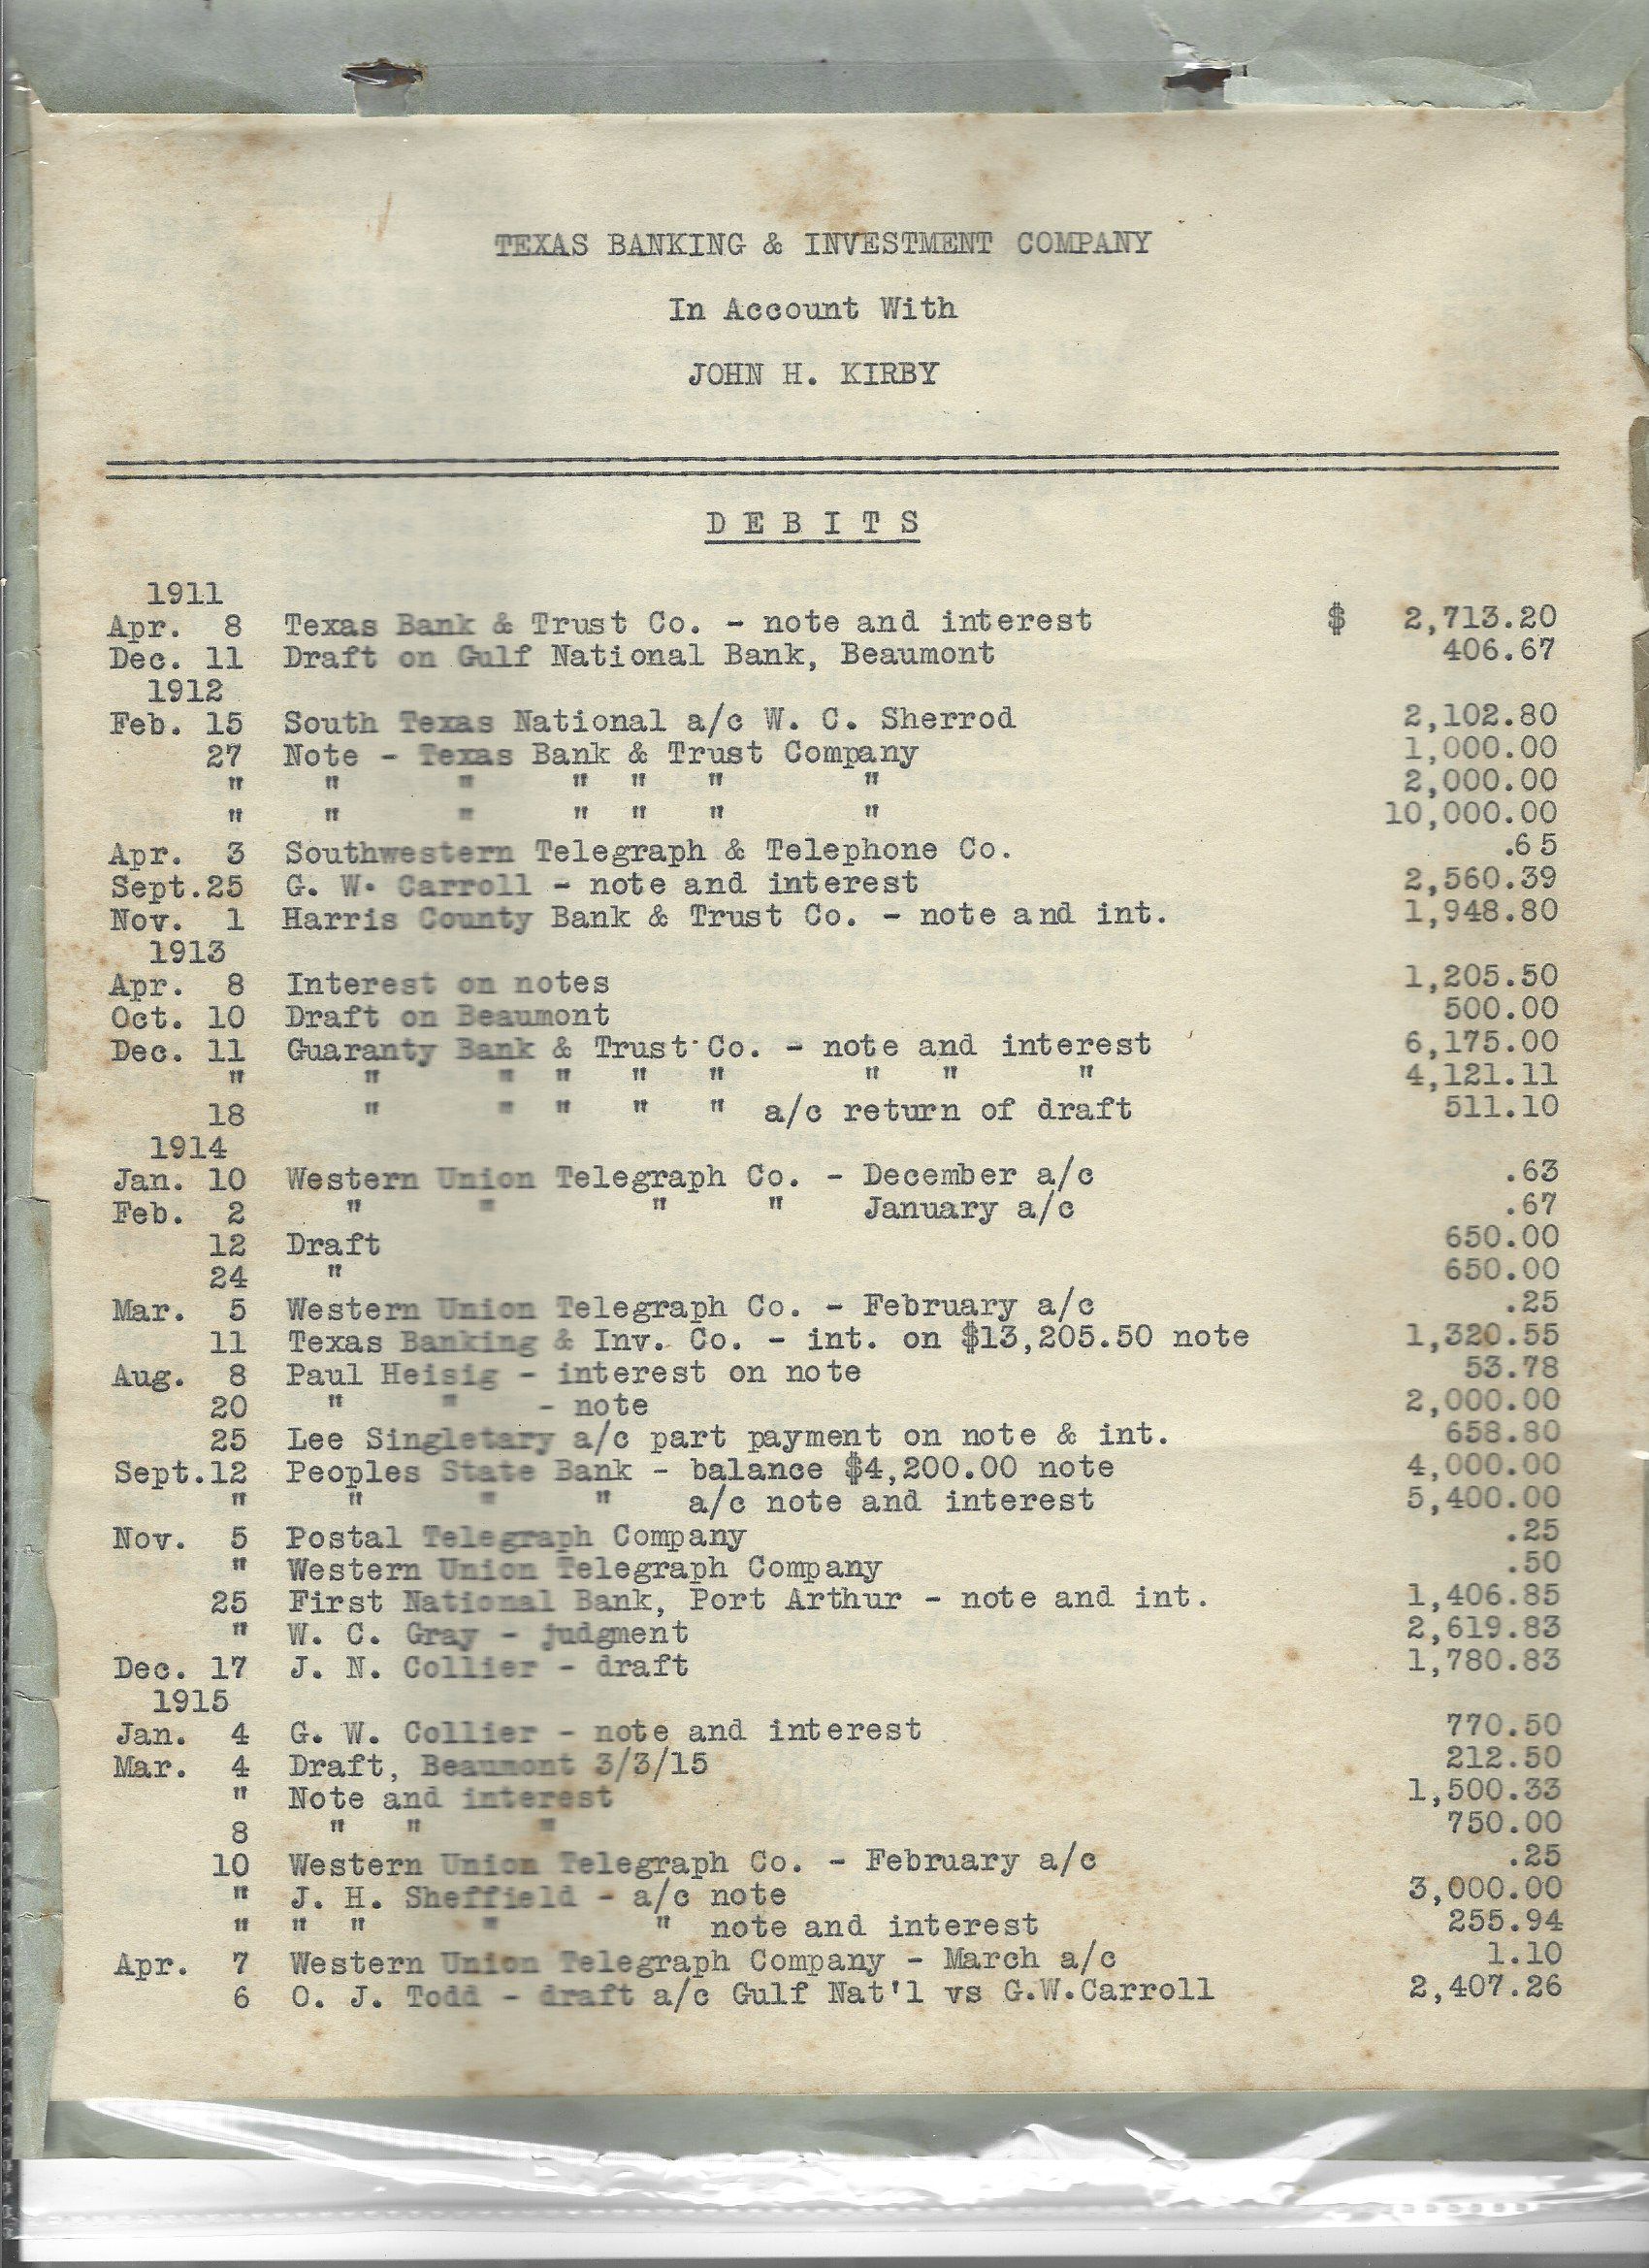 TEXAS BANKING & INVESTMENT COMPANY
In Account With
JOHN H. KIRBY
D E B I T S
1911
Apr. 8 Texas Bank & Trust Co. - note and interest $ 2,713.20
Dec. 11 Draft on Gulf National Bank, Beaumont 406.67
1912
Feb. 15 South Texas National a/c W. C. Sherrod 2,102.80
27 Note - Texas Bank & Trust Company 1,000.00
" " " " " " " 2,000.00
" " " " " " " 10,000.00
Apr. 3 Southwestern Telegraph & Telephone Co. .65
Sept.25 G. W. Carroll - note and interest 2,560.39
Nov. 1 Harris County Bank & Trust Co. - note and int. 1,948.80
1913
Apr. 8 Interest on notes 1,205.50
Oct. 10 Draft on Beaumont 500.00
Dec. 11 Guaranty Bank & Trust Co. - note and interest 6,175.00
" " " " " " " " " 4,121.11
18 " " " " " a/c return of draft 511.10
1914
Jan. 10 Western Union Telegraph Co. - December a/c .63
Feb. 2 " " " " January a/c .67
12 Draft 650.00
24 " 650.00
Mar. 5 Western Union Telegraph Co. - February a/c .25
11 Texas Banking & Inv. Co. - int. on $13,205.50 note 1,320.55
Aug. 8 Paul Heisig - interest on note 53.78
20 " " - note 2,000.00
25 Lee Singletary a/c part payment on note & int. 658.80
Sept.12 Peoples State Bank - balance $4,200.00 note 4,000.00
" " " " a/c note and interest 5,400.00
Nov. 5 Postal Telegraph Company .25
" Western Union Telegraph Company .50
25 First National Bank, Port Arthur - note and int. 1,406.85
" W. C. Gray - judgment 2,619.83
Dec. 17 J. N. Collier - draft 1,780.83
1915
Jan. 4 G. W. Collier - note and interest 770.50
Mar. 4 Draft, Beaumont 3/3/15 212.50
" Note and interest 1,500.33
8 " " " 750.00
10 Western Union Telegraph Co. - February a/c .25
" J. H. Sheffield - a/c note 3,000.00
" " " " " note and interest 255.94
Apr. 7 Western Union Telegraph Company - March a/c 1.10
6 O. J. Todd - draft a/c Gulf Nat'l vs G.W.Carroll 2,407.26